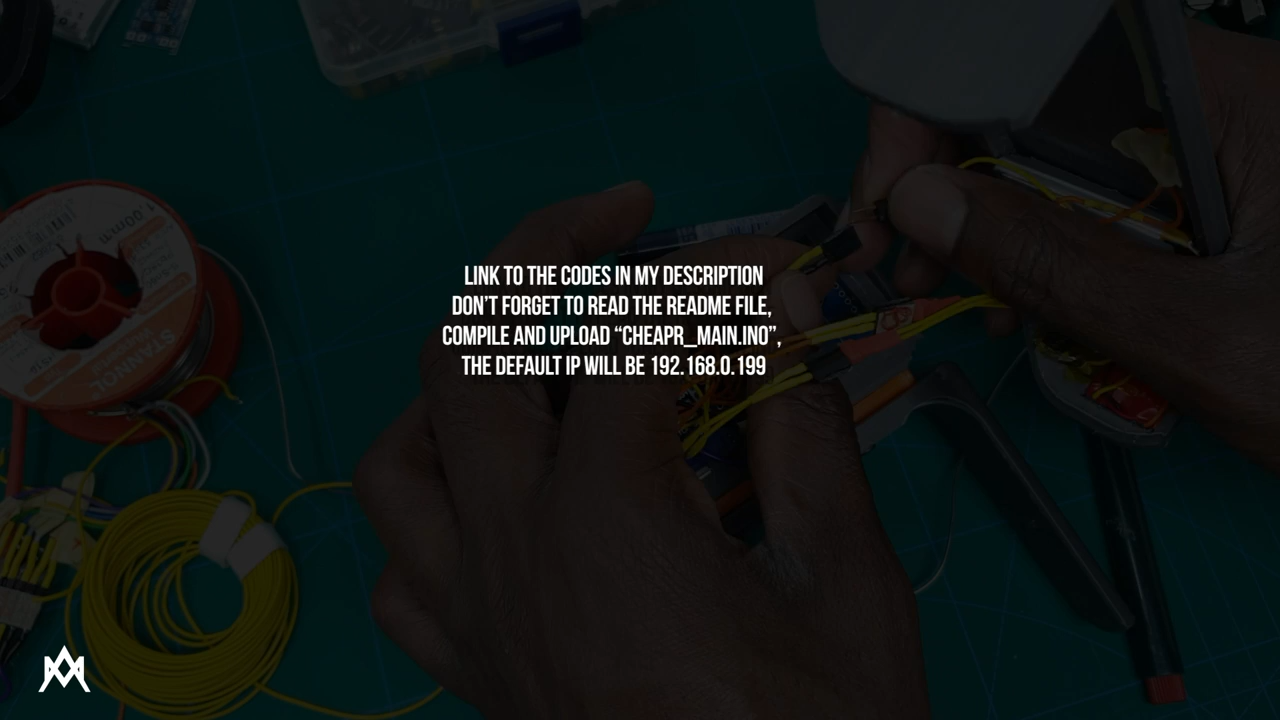 LINK TO THE CODES IN MY DESCRIPTION
DON'T FORGET TO READ THE README FILE,
COMPILE AND UPLOAD “CHEAPR_MAIN.INO”,
THE DEFAULT IP WILL BE 192.168.0.199
STANNOL